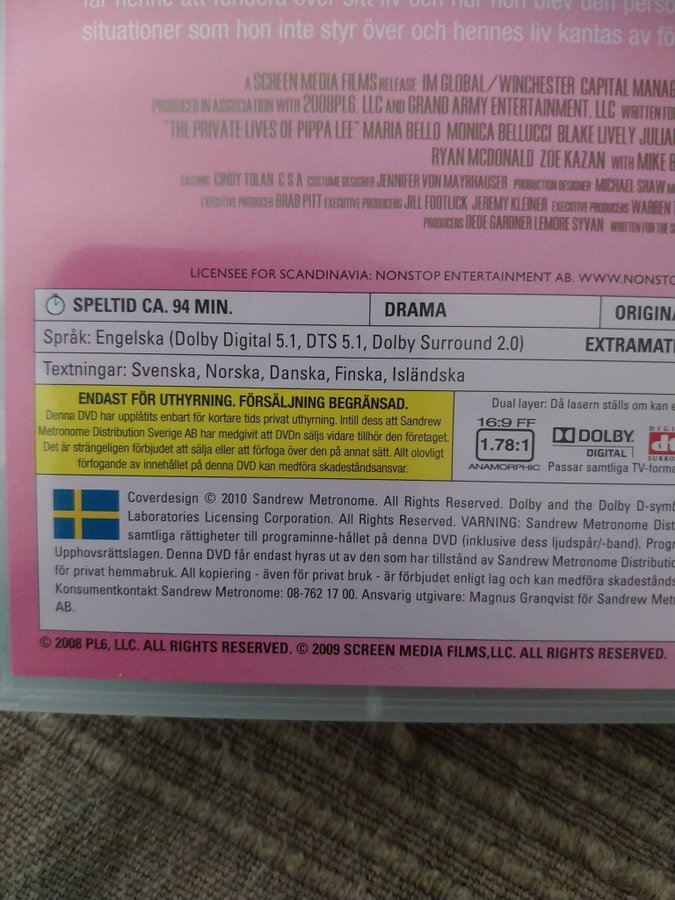 situationer som hon inte styr över och hennes liv kantas av
A SCREEN MEDIA FILMS RELEASE IM GLOBAL/WINCHESTER CAPITAL
PRODUCED IN ASSOCIATION WITH 2008PL6, LLC AND GRAND ARMY ENTERTAINMENT, LLC WRITTEN
"THE PRIVATE LIVES OF PIPPA LEE" MARIA BELLO MONICA BELLUCCI BLAKE LIVELY
RYAN MCDONALD ZOE KAZAN WITH MIKE
CASTING CINDY TOLAN C S A COSTUME DESIGNER JENNIFER VON MAYRHAUSER PRODUCTION DESIGNER MICHAEL SHAW
EXECUTIVE PRODUCER BRAD PITT EXECUTIVE PRODUCERS JILL FOOTLICK JEREMY KLEINER EXECUTIVE PRODUCERS WARREN
PRODUCERS DEDE GARDNER LEMORE SYVAN WRITTEN FOR THE
LICENSEE FOR SCANDINAVIA: NONSTOP ENTERTAINMENT AB.
SPELTID CA. 94 MIN. DRAMA
Språk: Engelska (Dolby Digital 5.1, DTS 5.1, Dolby Surround 2.0)
Textningar: Svenska, Norska, Danska, Finska, Isländska
ENDAST FÖR UTHYRNING. FÖRSÄLJNING BEGRÄNSAD.
Denna DVD har upplåtits enbart för kortare tids privat uthyrning. Intill dess att Sandrew
Metronome Distribution Sverige AB har medgivit att DVDn säljs vidare tillhör den företaget.
Det är strängeligen förbjudet att sälja eller att förfoga över den på annat sätt. Allt olovligt
förfogande av innehållet på denna DVD kan medföra skadeståndsansvar.
Dual layer: Då lasern ställs om kan
16:9 FF
1.78:1
ANAMORPHIC
DOLBY
DIGITAL
dts
Passar samtliga
Coverdesign © 2010 Sandrew Metronome. All Rights Reserved. Dolby and the Dolby
Laboratories Licensing Corporation. All Rights Reserved. VARNING: Sandrew Metronome
samtliga rättigheter till programinne-hållet på denna DVD (inklusive dess ljudspår/-band).
Upphovsrättslagen. Denna DVD får endast hyras ut av den som har tillstånd av Sandrew Metronome
för privat hemmabruk. All kopiering - även för privat bruk - är förbjudet enligt lag och kan medföra
Konsumentkontakt Sandrew Metronome: 08-762 17 00. Ansvarig utgivare: Magnus Granqvist för Sandrew
AB.
© 2008 PL6, LLC. ALL RIGHTS RESERVED. © 2009 SCREEN MEDIA FILMS,LLC. ALL RIGHTS RESERVED.